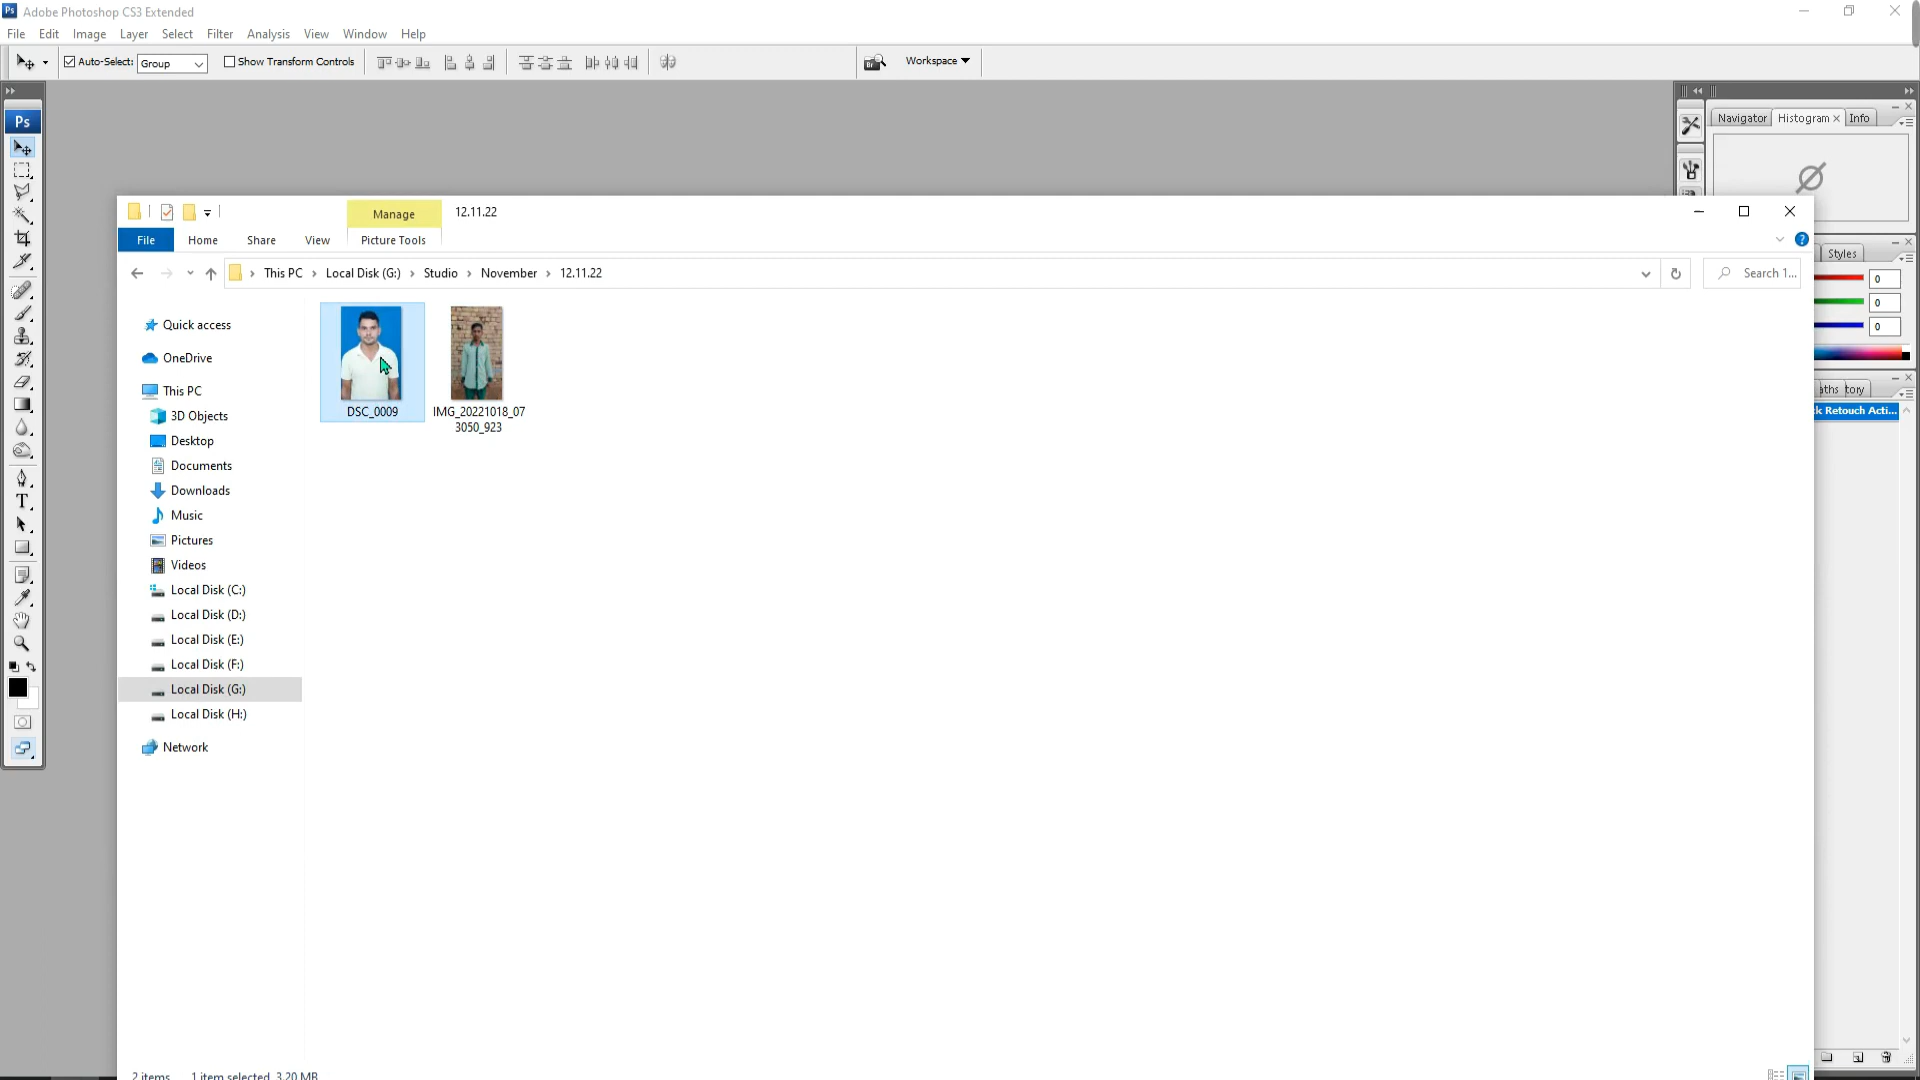 Ps Adobe Photoshop CS3 Extended
File Edit Image Layer Select Filter Analysis View Window Help
Auto-Select: Group Show Transform Controls Workspace
Ps
Navigator Histogram Info
Manage 12.11.22
File Home Share View Picture Tools
This PC Local Disk (G:) Studio November 12.11.22 Search 1...
Styles
0
0
0
Quick access
OneDrive
This PC
3D Objects
Desktop
Documents
Downloads
Music
Pictures
Videos
Local Disk (C:)
Local Disk (D:)
Local Disk (E:)
Local Disk (F:)
Local Disk (G:)
Local Disk (H:)
Network
DSC_0009
IMG_20221018_07
3050_923
aths tory
k Retouch Acti...
2 items 1 item selected 3.20 MB